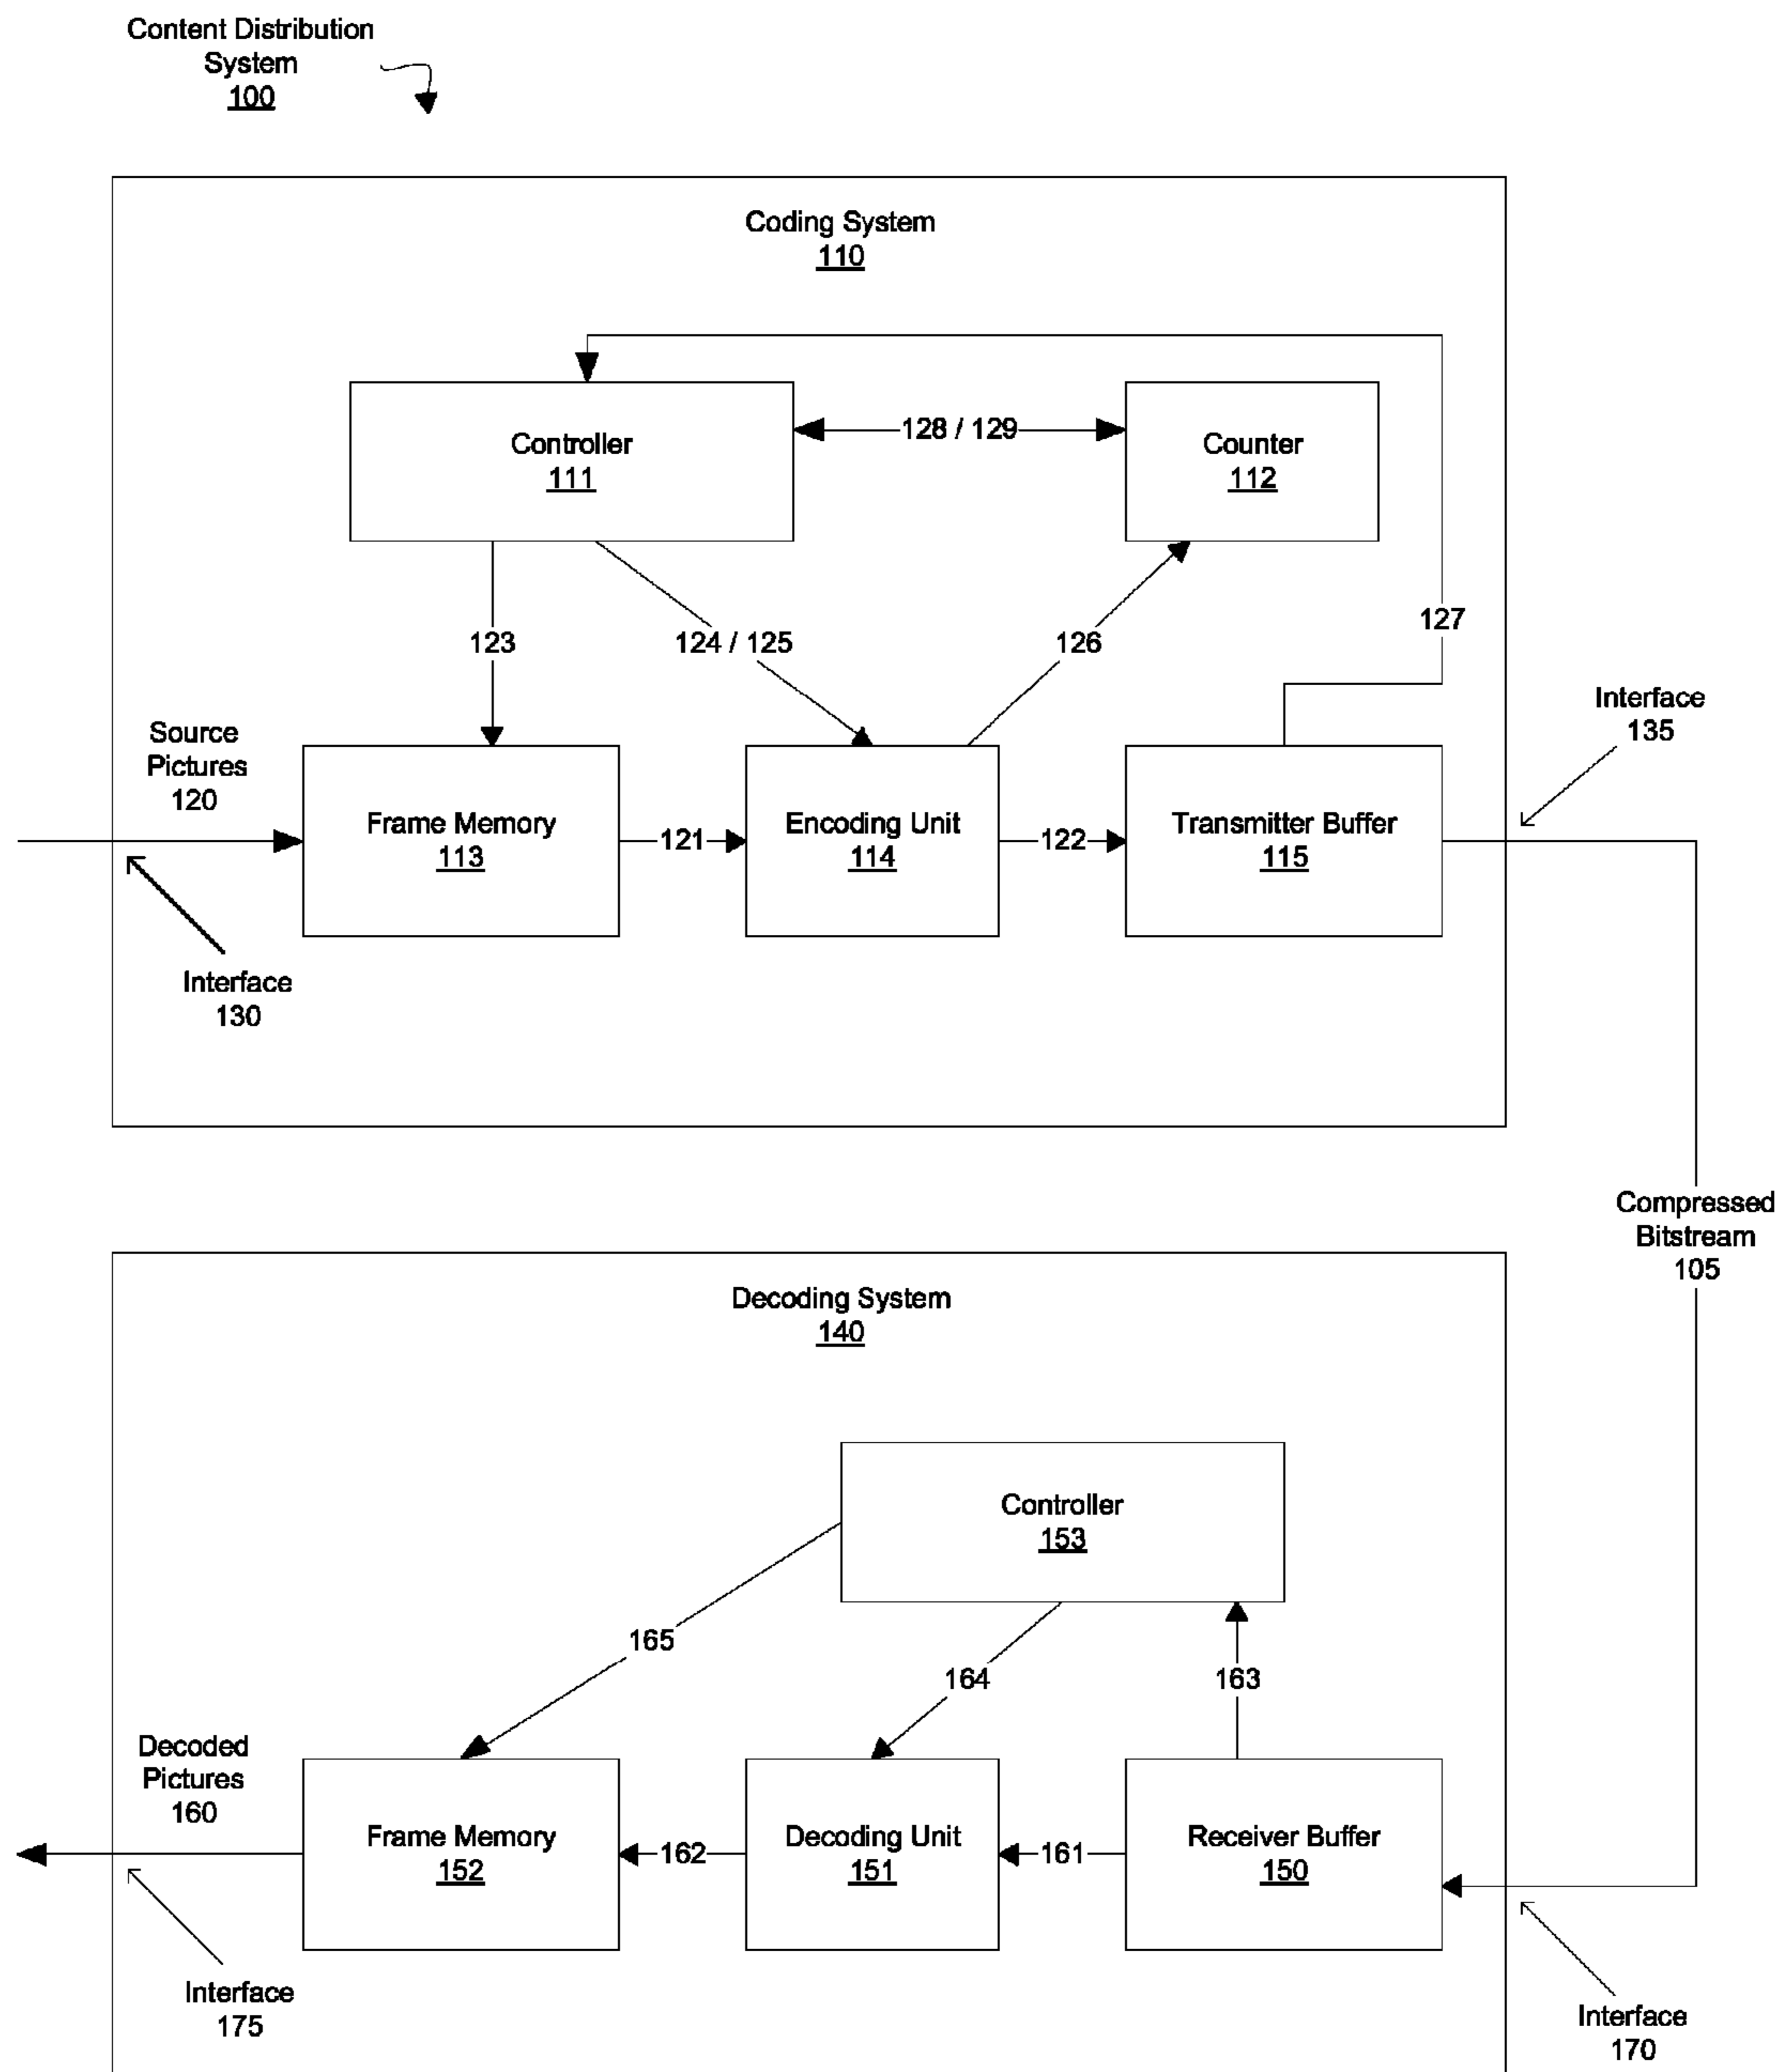 Content Distribution
System
100
Coding System
110
Controller
111
128 / 129
Counter
112
123
124 / 125
126
127
Source
Pictures
120
Interface
135
Frame Memory
113
121
Encoding Unit
114
122
Transmitter Buffer
115
Interface
130
Compressed
Bitstream
105
Decoding System
140
Controller
153
165
164
163
Decoded
Pictures
160
Frame Memory
152
162
Decoding Unit
151
161
Receiver Buffer
150
Interface
175
Interface
170